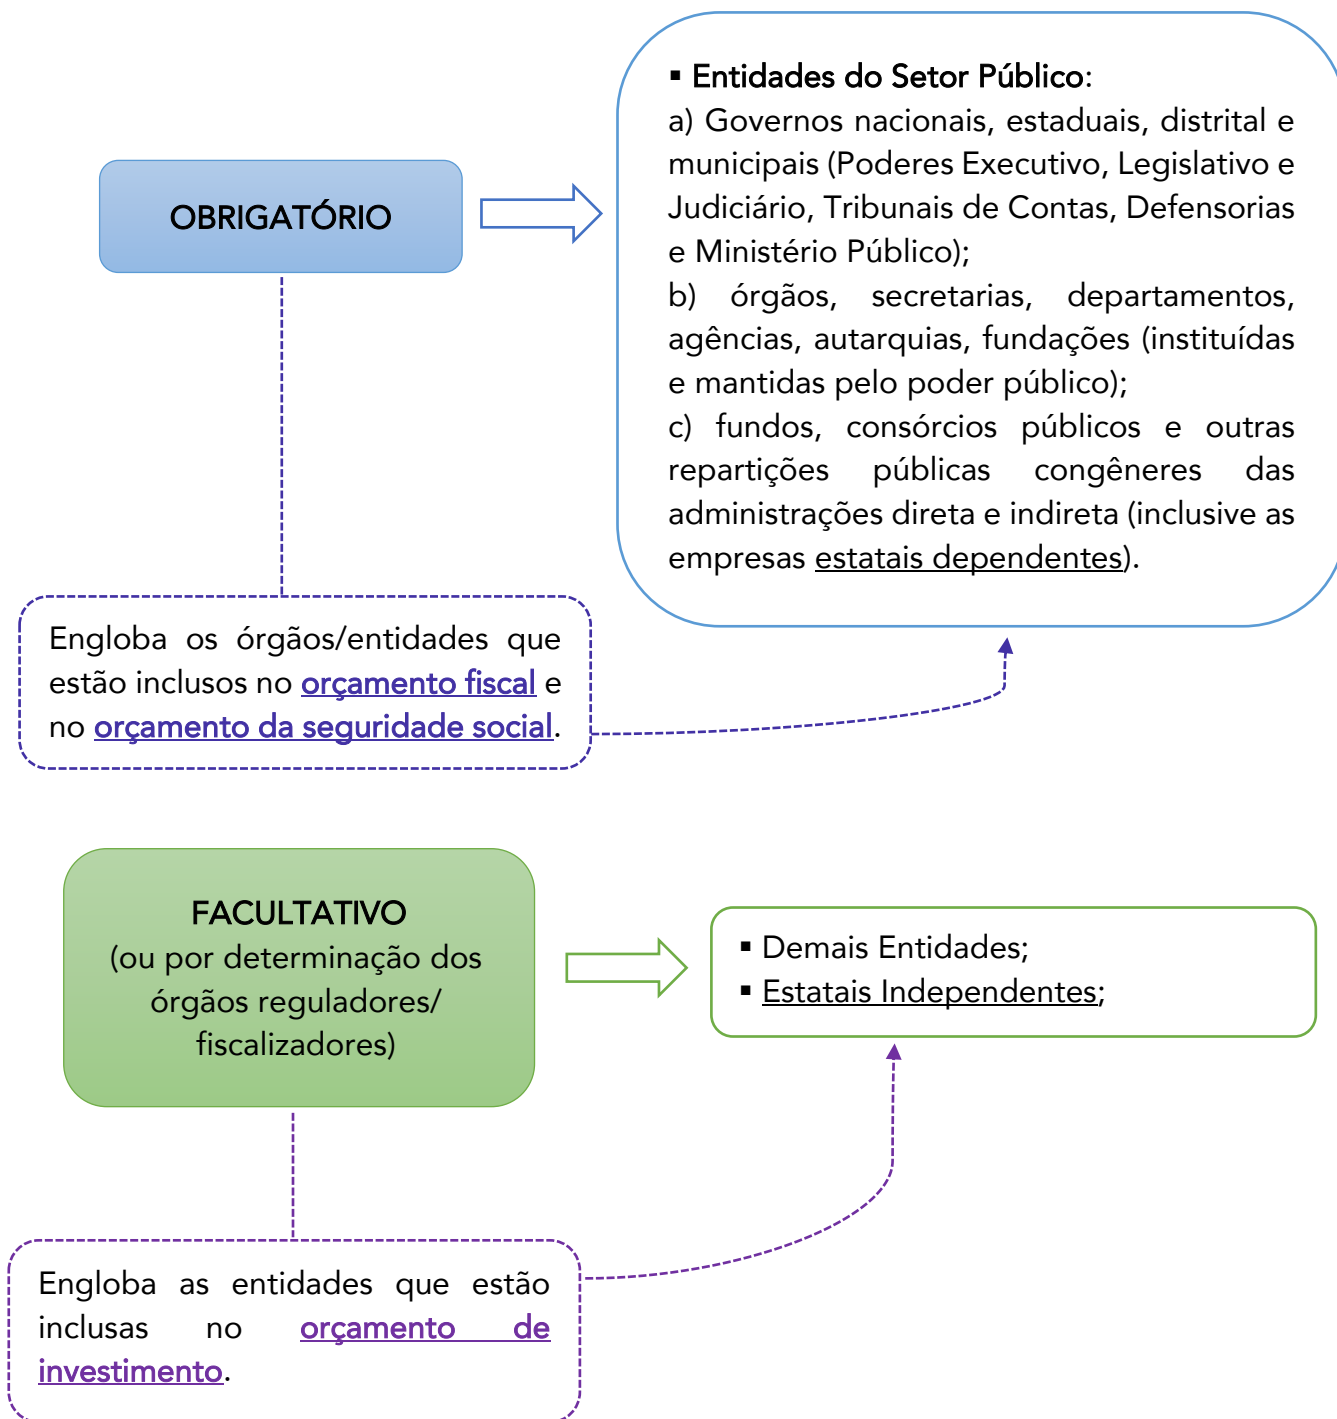 ▪ Entidades do Setor Público:
a) Governos nacionais, estaduais, distrital e
municipais (Poderes Executivo, Legislativo e
Judiciário, Tribunais de Contas, Defensorias
e Ministério Público);
b) órgãos, secretarias, departamentos,
agências, autarquias, fundações (instituídas
e mantidas pelo poder público);
c) fundos, consórcios públicos e outras
repartições públicas congêneres das
administrações direta e indireta (inclusive as
empresas estatais dependentes).
OBRIGATÓRIO
Engloba os órgãos/entidades que
estão inclusos no orçamento fiscal e
no orçamento da seguridade social.
FACULTATIVO
(ou por determinação dos
órgãos reguladores/
fiscalizadores)
▪ Demais Entidades;
▪ Estatais Independentes;
Engloba as entidades que estão
inclusas no orçamento de
investimento.